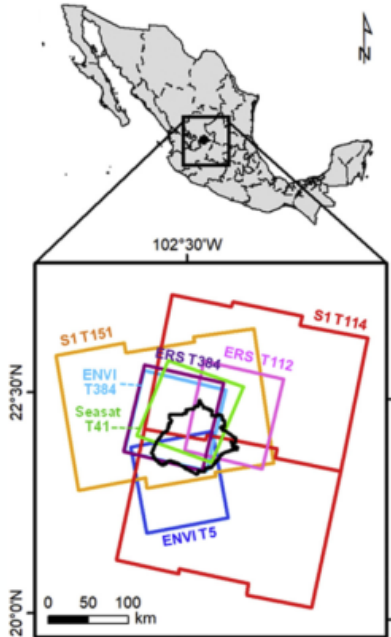 N
102°30'W
S1 T114
S1 T151
ERS T384
ERS T112
ENVI
T384
22°30'N
Seasat
T41
ENVI T5
20°0'N
0 50 100
km